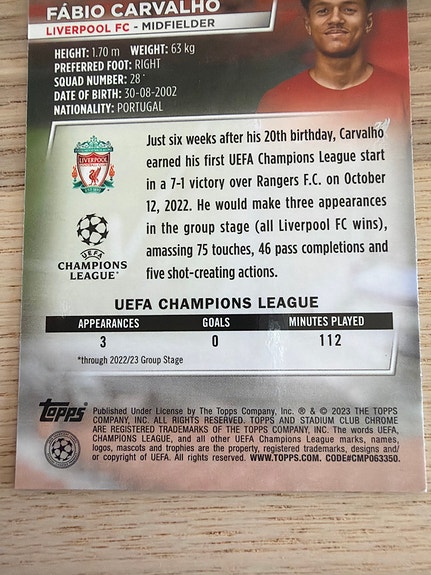 FÁBIO CARVALHO
LIVERPOOL FC - MIDFIELDER
HEIGHT: 1.70 m WEIGHT: 63 kg
PREFERRED FOOT: RIGHT
SQUAD NUMBER: 28
DATE OF BIRTH: 30-08-2002
NATIONALITY: PORTUGAL
Just six weeks after his 20th birthday, Carvalho
earned his first UEFA Champions League start
in a 7-1 victory over Rangers F.C. on October
12, 2022. He would make three appearances
in the group stage (all Liverpool FC wins),
amassing 75 touches, 46 pass completions and
five shot-creating actions.
LIVERPOOL
UEFA
CHAMPIONS
LEAGUE®
UEFA CHAMPIONS LEAGUE
APPEARANCES GOALS MINUTES PLAYED
3 0 112
*through 2022/23 Group Stage
Topps
Published Under License by The Topps Company, Inc. ® & © 2023 THE TOPPS
COMPANY, INC. ALL RIGHTS RESERVED. TOPPS AND STADIUM CLUB CHROME
ARE REGISTERED TRADEMARKS OF THE TOPPS COMPANY, INC. The words UEFA,
CHAMPIONS LEAGUE, and all other UEFA Champions League marks, names,
logos, mascots and trophies are the property, registered trademarks, designs and/
or copyright of UEFA. All rights reserved. WWW.TOPPS.COM. CODE#CMP063350.